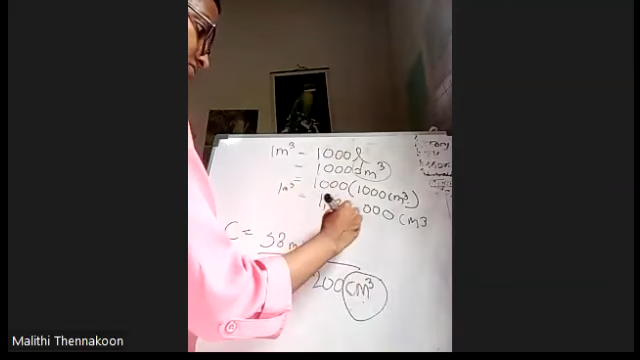 1m³ = 1000 l
= 1000 dm³
1m³ = 1000 (1000 cm³)
000 cm3
C = 58 m
200 cm³
Malithi Thennakoon